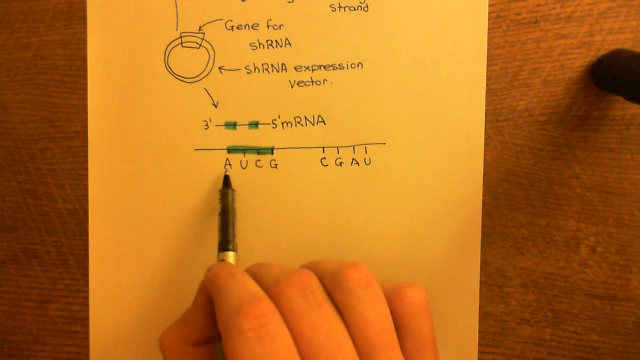 strand
Gene for
shRNA
shRNA expression
vector.
3' 5' mRNA
A U C G C G A U